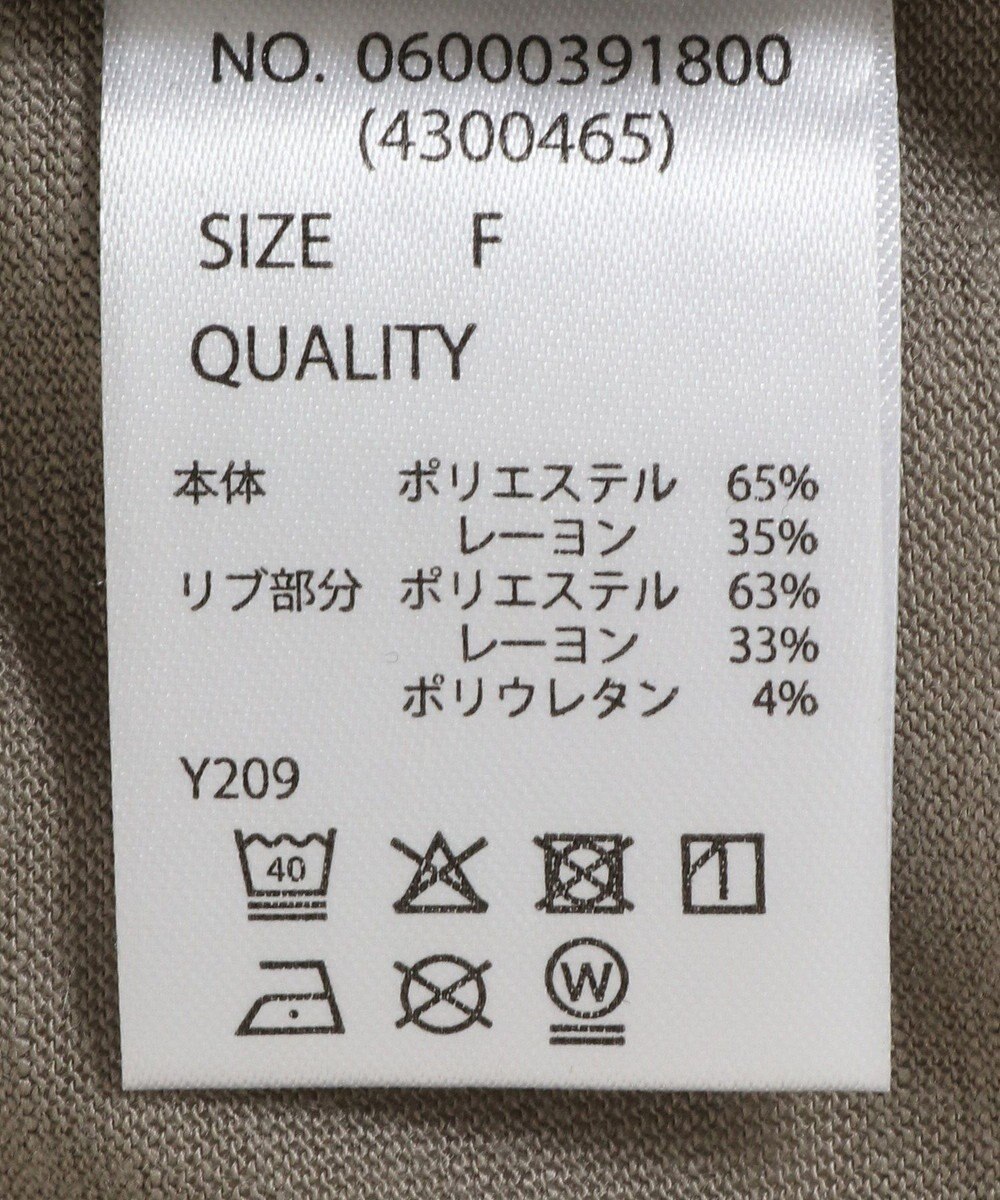 NO. 06000391800
(4300465)
SIZE F
QUALITY
本体 ポリエステル 65%
レーヨン 35%
リブ部分 ポリエステル 63%
レーヨン 33%
ポリウレタン 4%
Y209
40
W